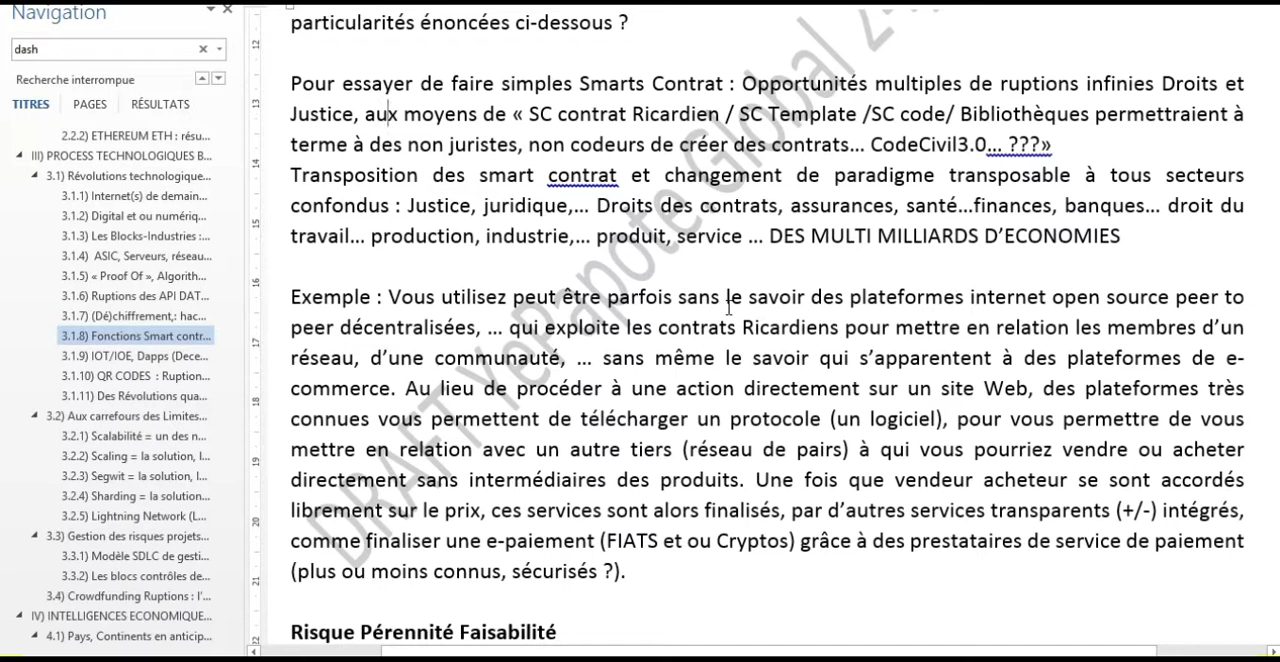 Navigation
dash
Recherche interrompue
TITRES PAGES RÉSULTATS
2.2.2) ETHEREUM ETH : résu...
III) PROCESS TECHNOLOGIQUES B...
3.1) Révolutions technologique...
3.1.1) Internet(s) de demain...
3.1.2) Digital et ou numériq...
3.1.3) Les Blocks-Industries :...
3.1.4) ASIC, Serveurs, réseau...
3.1.5) « Proof Of », Algorith...
3.1.6) Ruptions des API DAT...
3.1.7) (Dé)chiffrement,: hac...
3.1.8) Fonctions Smart contr...
3.1.9) IOT/IOE, Dapps (Dece...
3.1.10) QR CODES : Ruption...
3.1.11) Des Révolutions qua...
3.2) Aux carrefours des Limites...
3.2.1) Scalabilité = un des n...
3.2.2) Scaling = la solution, l...
3.2.3) Segwit = la solution, l...
3.2.4) Sharding = la solution...
3.2.5) Lightning Network (L...
3.3) Gestion des risques projets...
3.3.1) Modèle SDLC de gesti...
3.3.2) Les blocs contrôles de...
3.4) Crowdfunding Ruptions : l'...
IV) INTELLIGENCES ECONOMIQUE...
4.1) Pays, Continents en anticip...
12
13
14
15
16
17
18
19
20
21
22
particularités énoncées ci-dessous ?
Pour essayer de faire simples Smarts Contrat : Opportunités multiples de ruptions infinies Droits et
Justice, aux moyens de « SC contrat Ricardien / SC Template /SC code/ Bibliothèques permettraient à
terme à des non juristes, non codeurs de créer des contrats... CodeCivil3.0... ???»
Transposition des smart contrat et changement de paradigme transposable à tous secteurs
confondus : Justice, juridique,... Droits des contrats, assurances, santé...finances, banques... droit du
travail... production, industrie,... produit, service ... DES MULTI MILLIARDS D'ECONOMIES
Exemple : Vous utilisez peut être parfois sans le savoir des plateformes internet open source peer to
peer décentralisées, ... qui exploite les contrats Ricardiens pour mettre en relation les membres d'un
réseau, d'une communauté, ... sans même le savoir qui s'apparentent à des plateformes de e-
commerce. Au lieu de procéder à une action directement sur un site Web, des plateformes très
connues vous permettent de télécharger un protocole (un logiciel), pour vous permettre de vous
mettre en relation avec un autre tiers (réseau de pairs) à qui vous pourriez vendre ou acheter
directement sans intermédiaires des produits. Une fois que vendeur acheteur se sont accordés
librement sur le prix, ces services sont alors finalisés, par d'autres services transparents (+/-) intégrés,
comme finaliser une e-paiement (FIATS et ou Cryptos) grâce à des prestataires de service de paiement
(plus ou moins connus, sécurisés ?).
Risque Pérennité Faisabilité
DRAFT YePapote Global